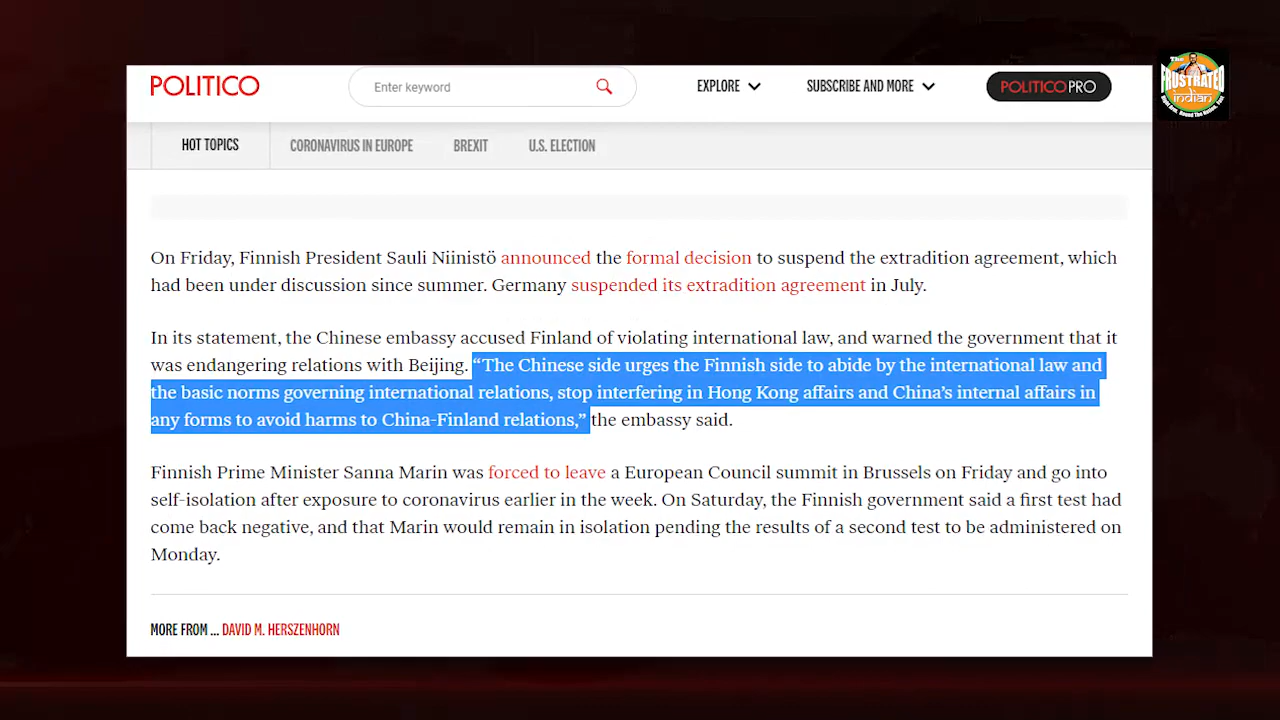 POLITICO
Enter keyword
EXPLORE
SUBSCRIBE AND MORE
POLITICOPRO
The
FRUSTRATED
indian
HOT TOPICS
CORONAVIRUS IN EUROPE
BREXIT
U.S. ELECTION
On Friday, Finnish President Sauli Niinistö announced the formal decision to suspend the extradition agreement, which
had been under discussion since summer. Germany suspended its extradition agreement in July.
In its statement, the Chinese embassy accused Finland of violating international law, and warned the government that it
was endangering relations with Beijing. “The Chinese side urges the Finnish side to abide by the international law and
the basic norms governing international relations, stop interfering in Hong Kong affairs and China’s internal affairs in
any forms to avoid harms to China-Finland relations,” the embassy said.
Finnish Prime Minister Sanna Marin was forced to leave a European Council summit in Brussels on Friday and go into
self-isolation after exposure to coronavirus earlier in the week. On Saturday, the Finnish government said a first test had
come back negative, and that Marin would remain in isolation pending the results of a second test to be administered on
Monday.
MORE FROM ... DAVID M. HERSZENHORN